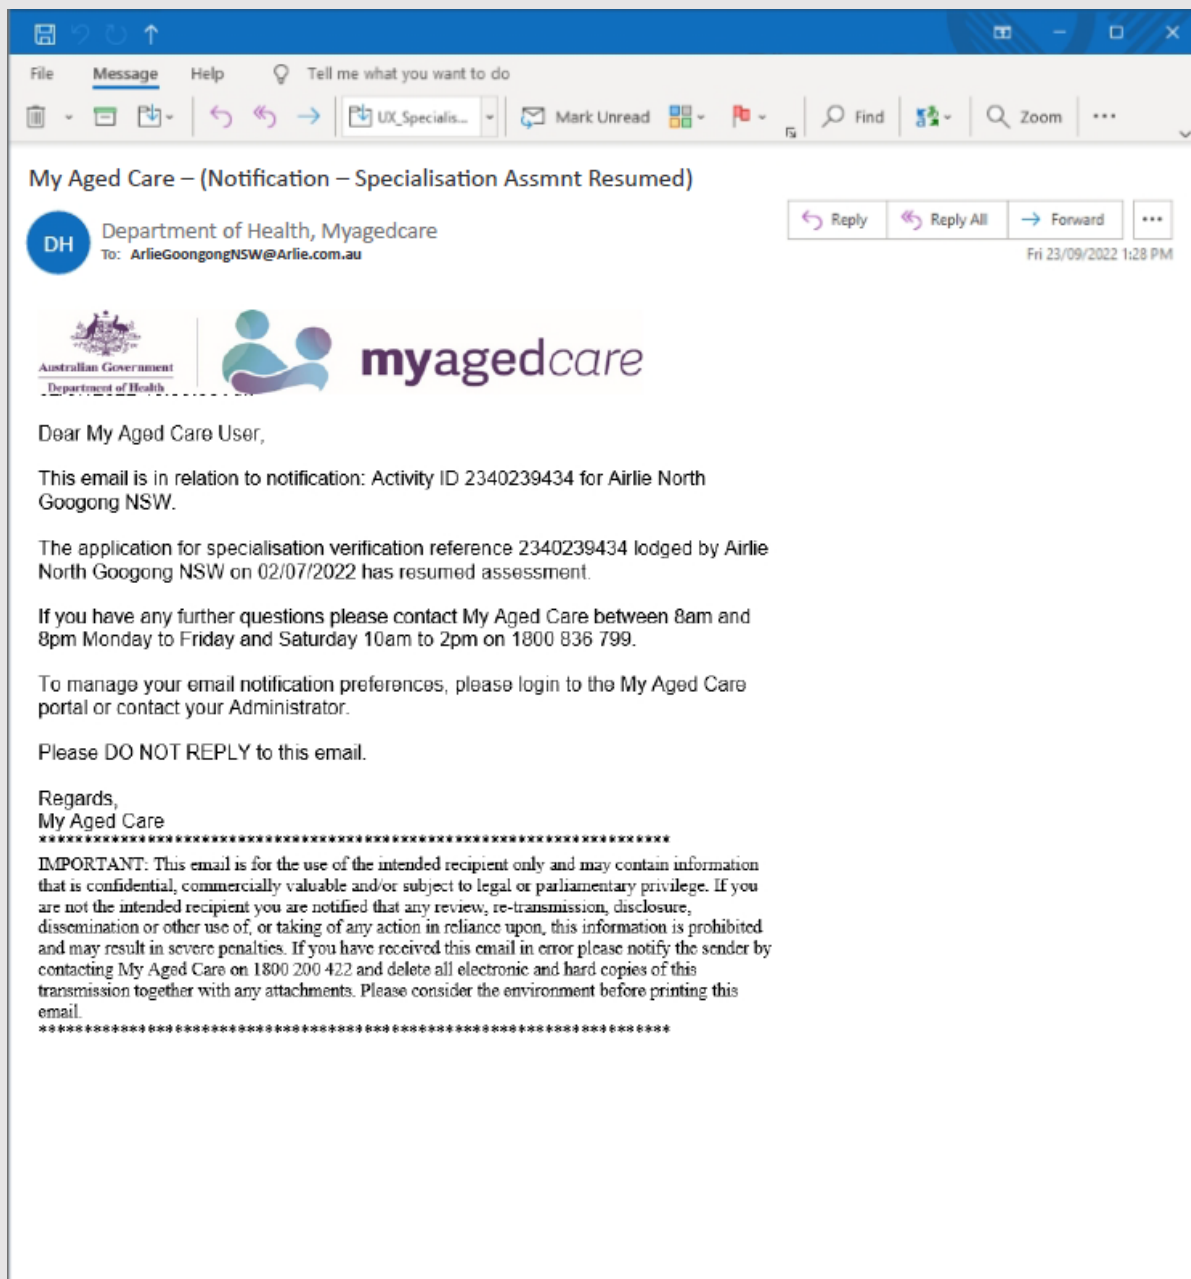 File Message Help Tell me what you want to do
UX_Specialis... Mark Unread Find Zoom ...
My Aged Care – (Notification – Specialisation Assmnt Resumed)
DH
Department of Health, Myagedcare
To: ArlieGoongongNSW@Arlie.com.au
Reply Reply All Forward ...
Fri 23/09/2022 1:28 PM
Australian Government
Department of Health
myagedcare
Dear My Aged Care User,
This email is in relation to notification: Activity ID 2340239434 for Airlie North
Googong NSW.
The application for specialisation verification reference 2340239434 lodged by Airlie
North Googong NSW on 02/07/2022 has resumed assessment.
If you have any further questions please contact My Aged Care between 8am and
8pm Monday to Friday and Saturday 10am to 2pm on 1800 836 799.
To manage your email notification preferences, please login to the My Aged Care
portal or contact your Administrator.
Please DO NOT REPLY to this email.
Regards,
My Aged Care
**********************************************************************
IMPORTANT: This email is for the use of the intended recipient only and may contain information
that is confidential, commercially valuable and/or subject to legal or parliamentary privilege. If you
are not the intended recipient you are notified that any review, re-transmission, disclosure,
dissemination or other use of, or taking of any action in reliance upon, this information is prohibited
and may result in severe penalties. If you have received this email in error please notify the sender by
contacting My Aged Care on 1800 200 422 and delete all electronic and hard copies of this
transmission together with any attachments. Please consider the environment before printing this
email.
**********************************************************************